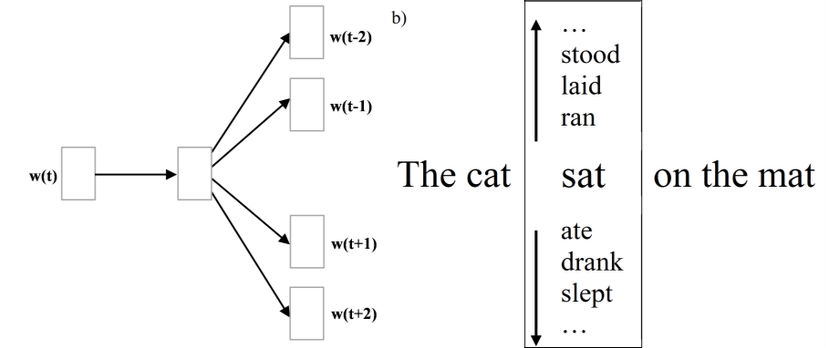 w(t)
w(t-2)
w(t-1)
w(t+1)
w(t+2)
b)
…
stood
laid
ran
The cat sat on the mat
ate
drank
slept
…